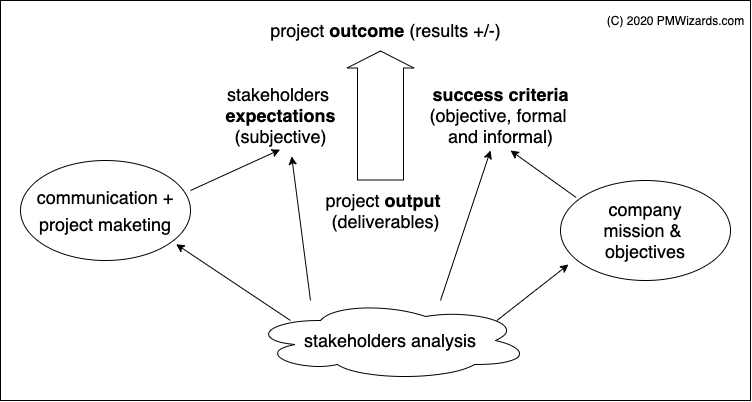 (C) 2020 PMWizards.com
project outcome (results +/-)
stakeholders
expectations
(subjective)
success criteria
(objective, formal
and informal)
communication +
project maketing
project output
(deliverables)
company
mission &
objectives
stakeholders analysis